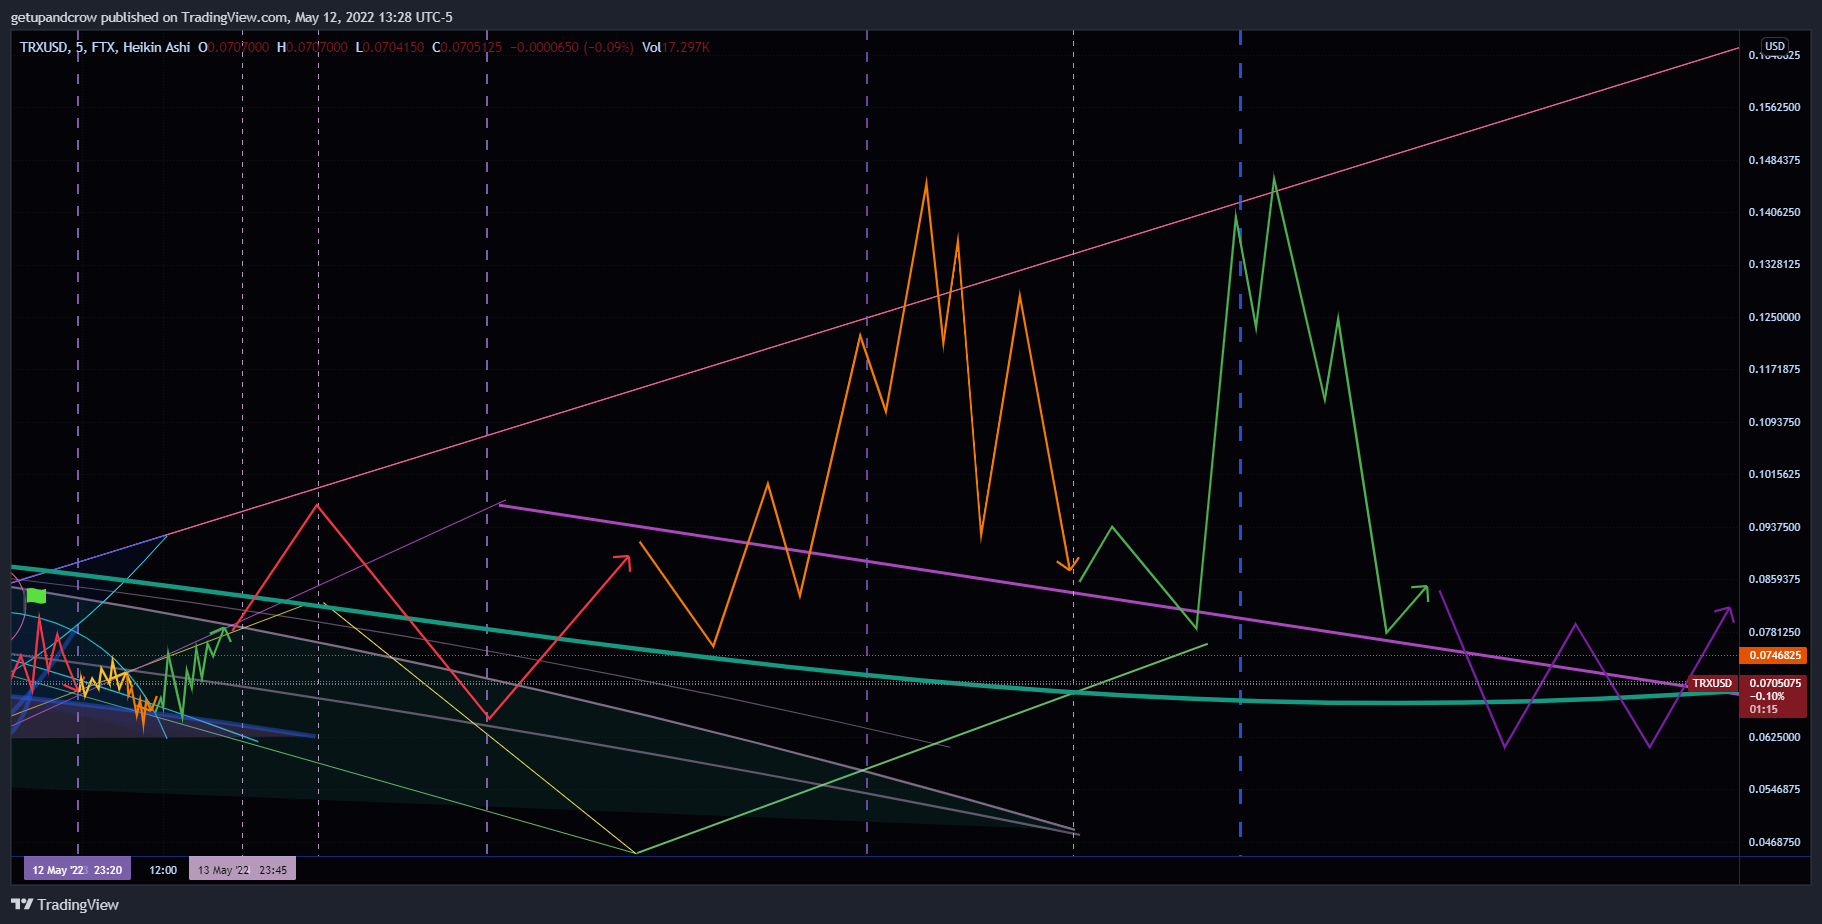 getupandcrow published on TradingView.com, May 12, 2022 13:28 UTC-5
TRXUSD, 5, FTX, Heikin Ashi O0.0707000 H0.0707000 L0.0704150 C0.0705125 −0.0000650 (−0.09%) Vol17.297K
USD
0.1562500
0.1484375
0.1406250
0.1328125
0.1250000
0.1171875
0.1093750
0.1015625
0.0937500
0.0859375
0.0781250
0.0746825
TRXUSD 0.0705075
−0.10%
01:15
0.0625000
0.0546875
0.0468750
12 May '22 23:20 12:00 13 May '22 23:45
TradingView